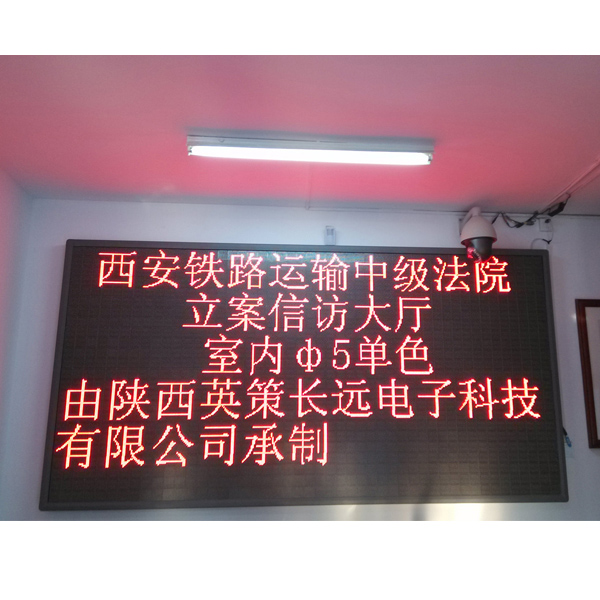 西安铁路运输中级法院
立案信访大厅
室内φ5单色
由陕西英策长远电子科技
有限公司承制